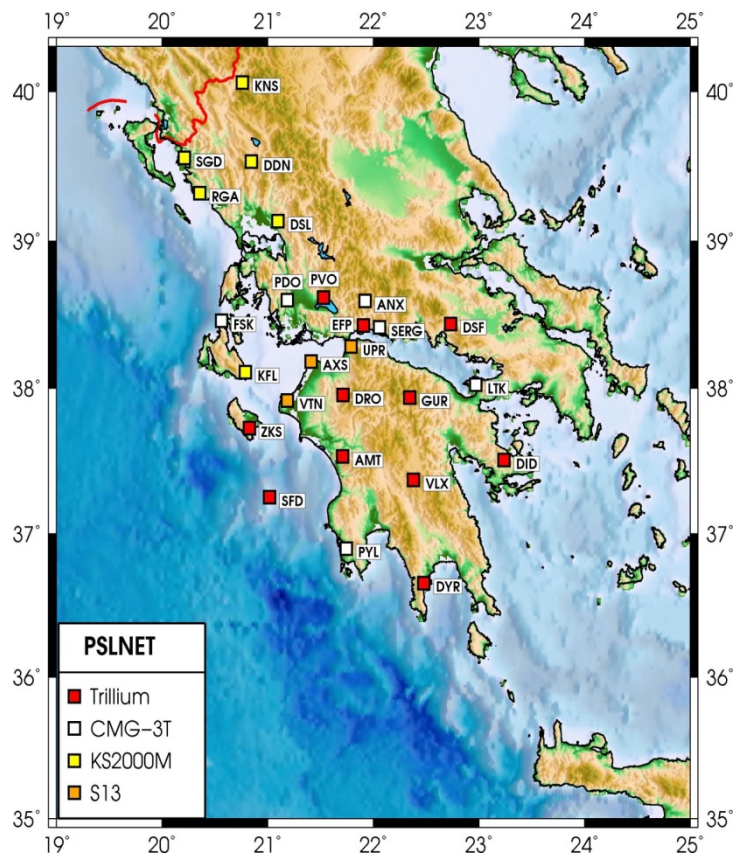 19° 20° 21° 22° 23° 24° 25°
40° 40°
KNS
SGD DDN
RGA
DSL
39° 39°
PDO PVO
ANX
FSK EFP SERG DSF
UPR
AXS
KFL LTK
38° 38°
VTN DRO GUR
ZKS
AMT DID
VLX
SFD
37° 37°
PYL
DYR
PSLNET
36° 36°
Trillium
CMG-3T
KS2000M
S13
35° 35°
19° 20° 21° 22° 23° 24° 25°